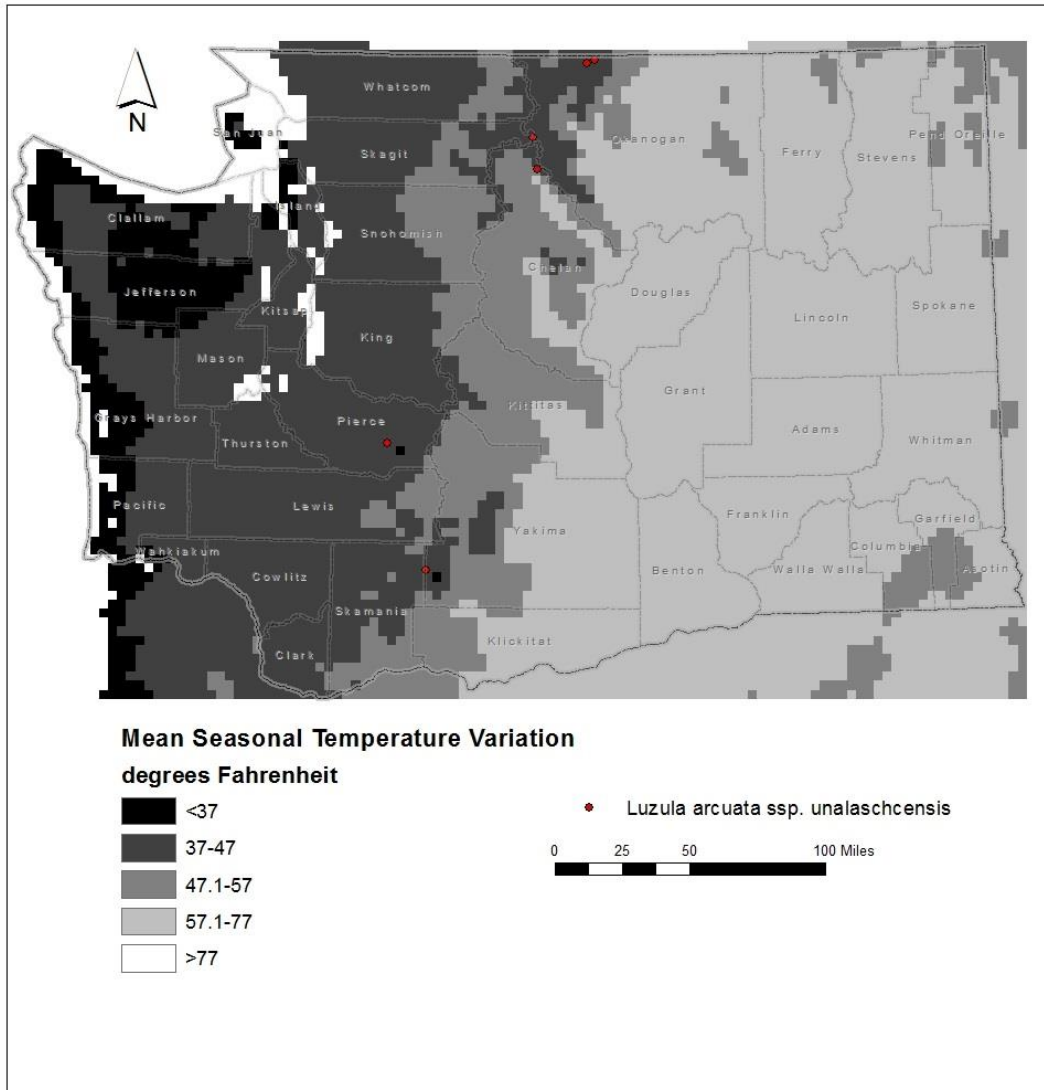 N
Whatcom
San Juan
Okanogan
Pend Oreille
Skagit
Ferry
Stevens
Island
Clallam
Snohomish
Chelan
Jefferson
Douglas
Kitsap
Lincoln
Spokane
King
Mason
Grant
Kittitas
Grays Harbor
Pierce
Adams
Thurston
Whitman
Pacific
Lewis
Franklin
Garfield
Yakima
Wahkiakum
Columbia
Cowlitz
Benton
Walla Walla
Asotin
Skamania
Klickitat
Clark
Mean Seasonal Temperature Variation
degrees Fahrenheit
<37
37-47
47.1-57
57.1-77
>77
Luzula arcuata ssp. unalaschcensis
0 25 50 100 Miles